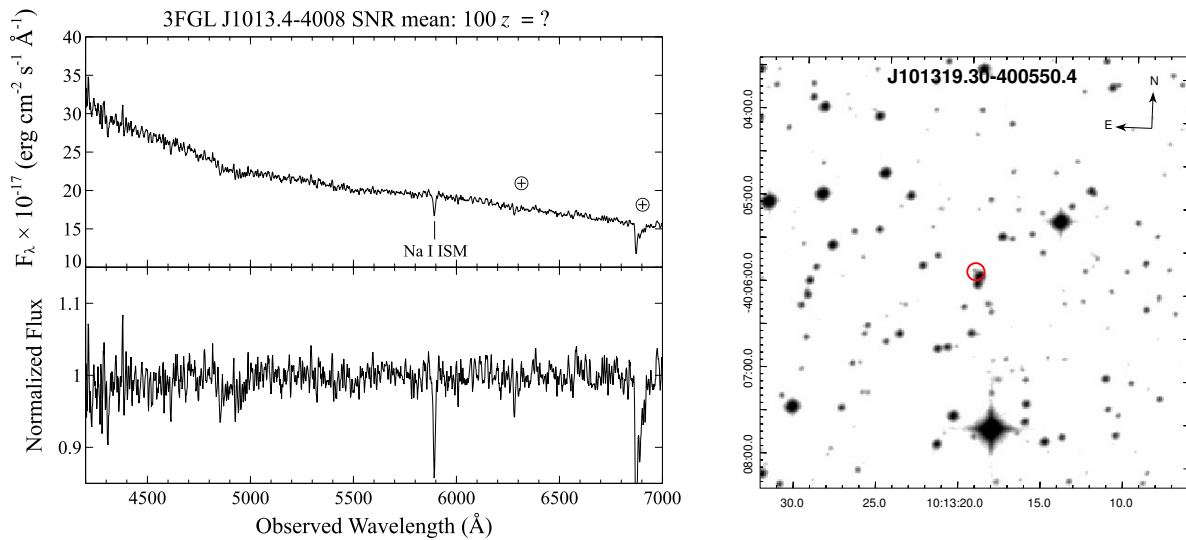 3FGL J1013.4-4008 SNR mean: 100 z = ?
F_λ × 10^-17 (erg cm^-2 s^-1 Å^-1)
40
35
30
25
20
15
10
⊕
⊕
Na I ISM
Normalized Flux
1.1
1
0.9
4500 5000 5500 6000 6500 7000
Observed Wavelength (Å)
J101319.30-400550.4
N
E
04:00.0
05:00.0
40:06:00.0
07:00.0
08:00.0
30.0 25.0 10:13:20.0 15.0 10.0